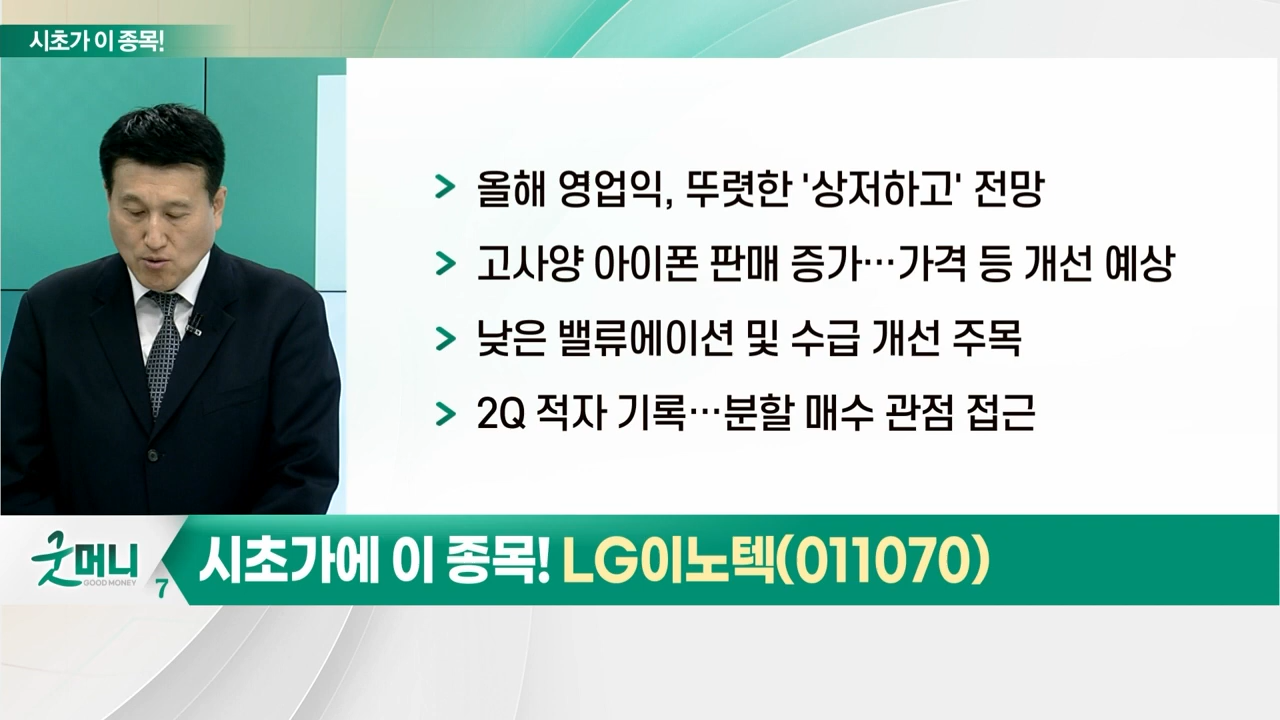 시초가 이 종목!
올해 영업익, 뚜렷한 '상저하고' 전망
고사양 아이폰 판매 증가…가격 등 개선 예상
낮은 밸류에이션 및 수급 개선 주목
2Q 적자 기록…분할 매수 관점 접근
굿머니
GOOD MONEY
7
시초가에 이 종목! LG이노텍(011070)